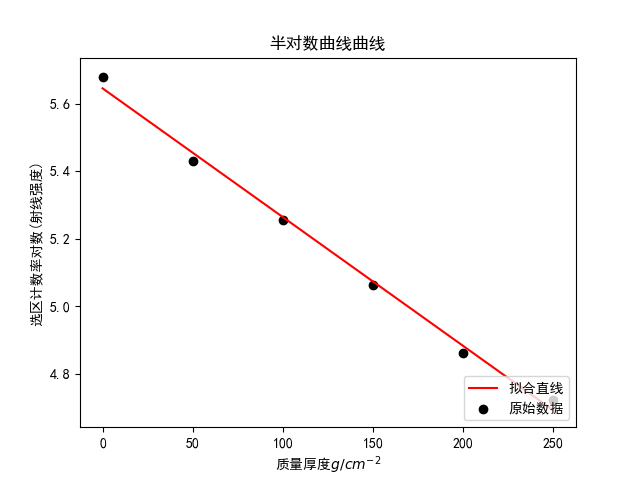 半对数曲线曲线
5.6
5.4
5.2
5.0
4.8
选区计数率对数(射线强度)
0 50 100 150 200 250
质量厚度g/cm⁻²
拟合直线
原始数据